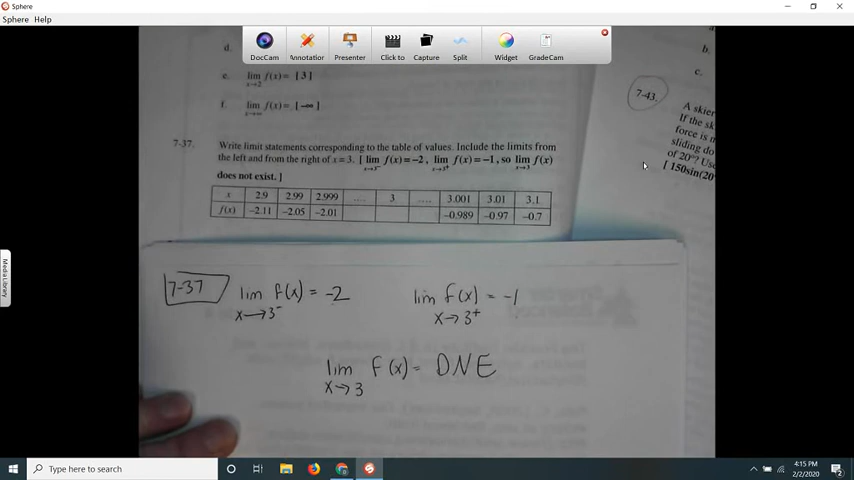 Sphere
Sphere Help
DocCam Annotation Presenter Click to Capture Split Widget GradeCam
d.
e. lim x→2 f(x)= [ 3 ]
f. lim f(x)= [ -∞ ]
7-37. Write limit statements corresponding to the table of values. Include the limits from
the left and from the right of x=3. [ lim x→3⁻ f(x)=-2, lim x→3⁺ f(x)=-1, so lim x→3 f(x)
does not exist. ]
x 2.9 2.99 2.999 .... 3 .... 3.001 3.01 3.1
f(x) -2.11 -2.05 -2.01 -0.989 -0.97 -0.7
b.
c.
7-43.
A skier
If the sk
force is n
sliding do
of 20°? Use
[ 150sin(20°
7-37 lim x→3⁻ f(x) = -2 lim x→3⁺ f(x) = -1
lim x→3 f(x) = DNE
Media Library
Type here to search
4:15 PM
2/2/2020
2